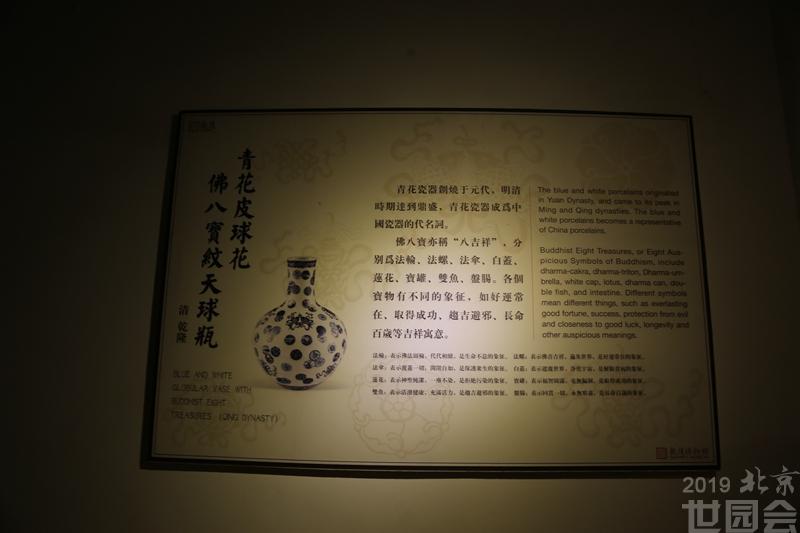 青花皮球花
佛八寶紋天球瓶
清 乾隆
BLUE AND WHITE
GLOBULAR VASE WITH
BUDDHIST EIGHT
TREASURES (QING DYNASTY)
青花瓷器創燒于元代，明清
時期達到鼎盛，青花瓷器成爲中
國瓷器的代名詞。
佛八寶亦稱“八吉祥”，分
别爲法輪、法螺、法傘、白蓋、
蓮花、寶罐、雙魚、盤腸。各個
寶物有不同的象征，如好運常
在、取得成功、趨吉避邪、長命
百歲等吉祥寓意。
The blue and white porcelains originated
in Yuan Dynasty, and came to its peak in
Ming and Qing dynastiles. The blue and
white porcelains becomes a representative
of China porcelains.
Buddhist Eight Treasures, or Eight Aus-
picious Symbols of Buddhism, include
dharma-cakra, dharma-triton, Dharma-um-
brella, white cap, lotus, dharma can, dou-
ble fish, and intestine. Different symbols
mean different things, such as everlasting
good fortune, success, protection from evil
and closeness to good luck, longevity and
other auspicious meanings.
2019 北京
世园会